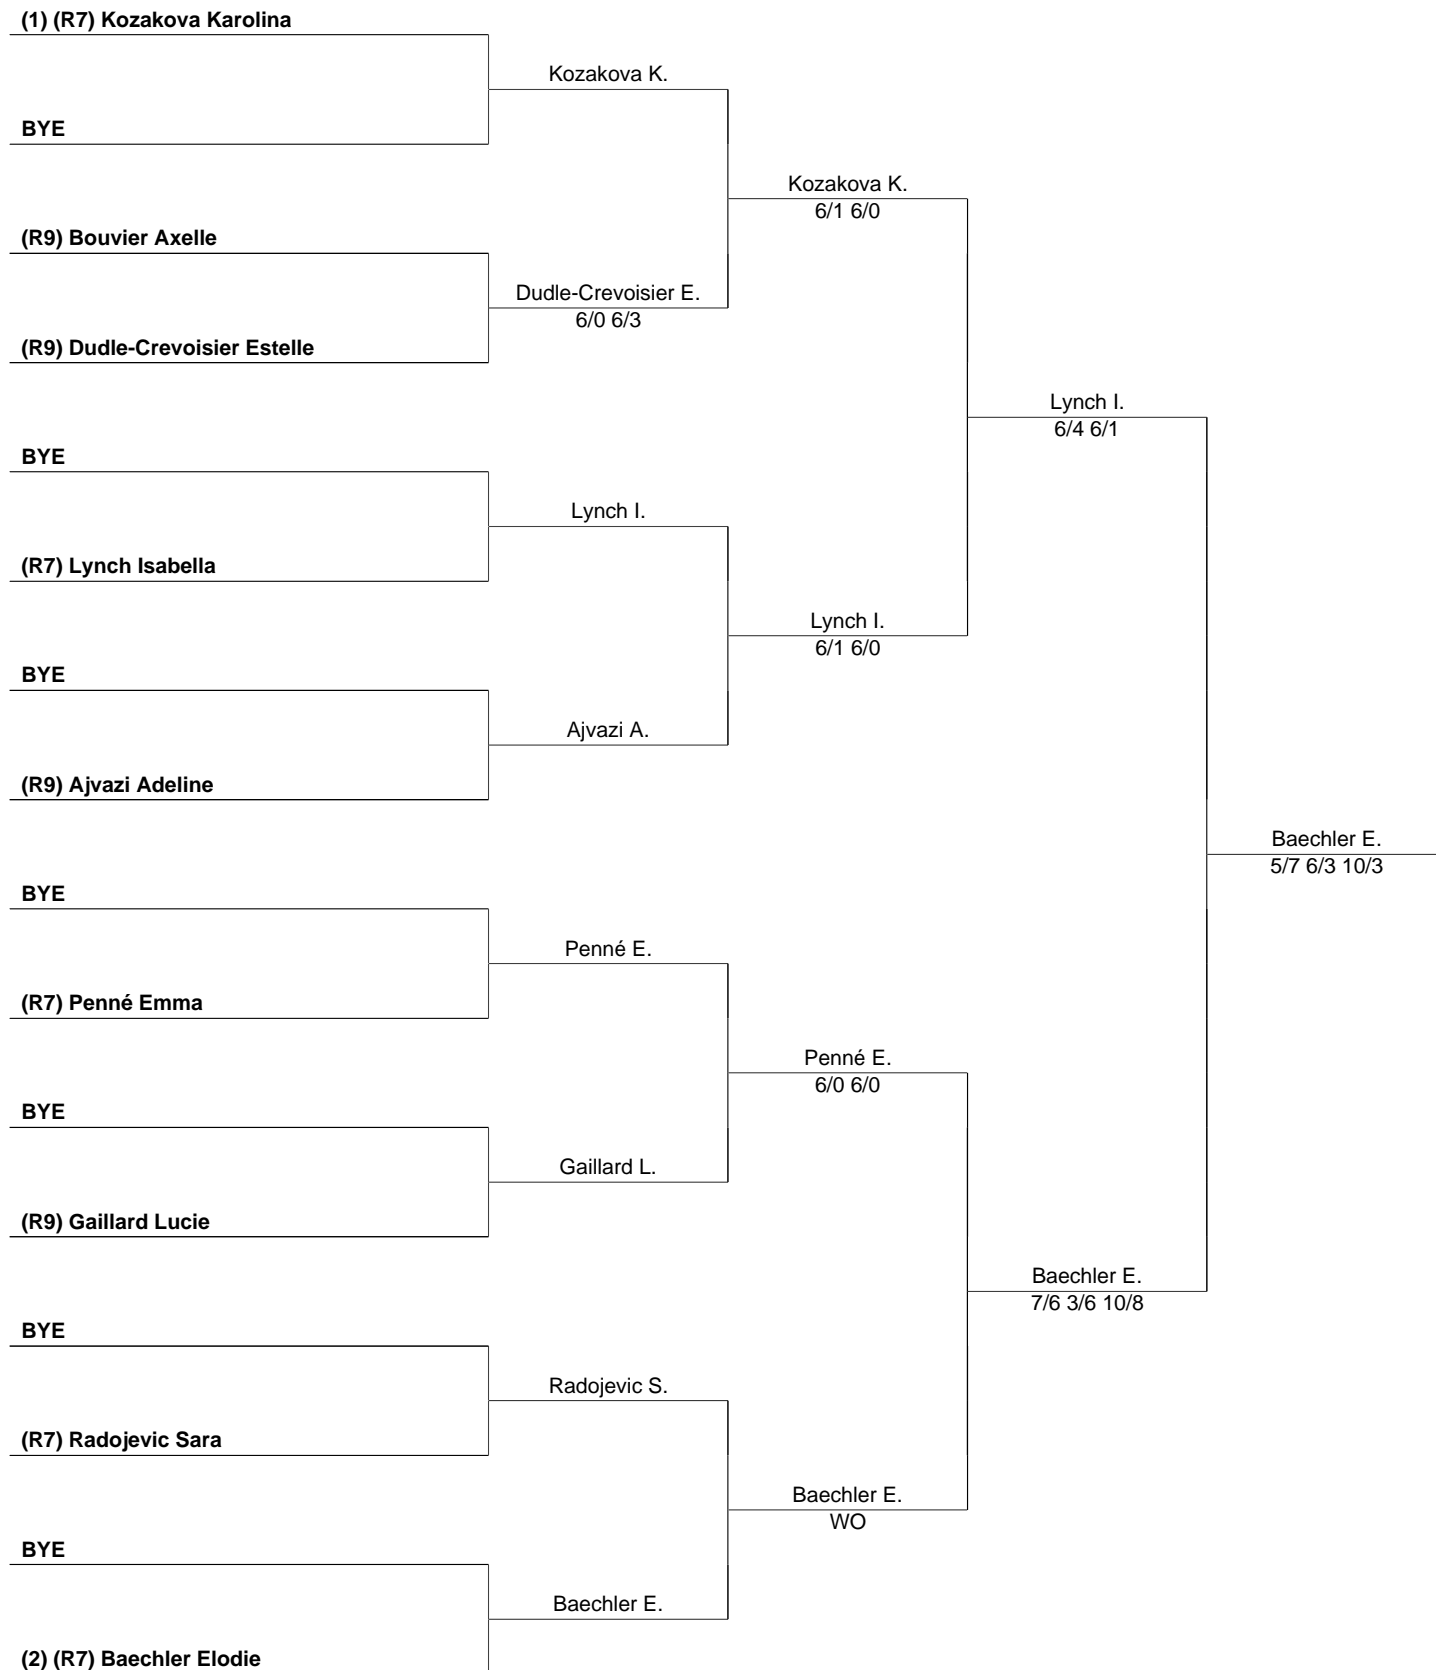 (1) (R7) Kozakova Karolina
Kozakova K.
BYE
Kozakova K.
6/1 6/0
(R9) Bouvier Axelle
Dudle-Crevoisier E.
6/0 6/3
(R9) Dudle-Crevoisier Estelle
Lynch I.
6/4 6/1
BYE
Lynch I.
(R7) Lynch Isabella
Lynch I.
6/1 6/0
BYE
Ajvazi A.
(R9) Ajvazi Adeline
Baechler E.
5/7 6/3 10/3
BYE
Penné E.
(R7) Penné Emma
Penné E.
6/0 6/0
BYE
Gaillard L.
(R9) Gaillard Lucie
Baechler E.
7/6 3/6 10/8
BYE
Radojevic S.
(R7) Radojevic Sara
Baechler E.
WO
BYE
Baechler E.
(2) (R7) Baechler Elodie